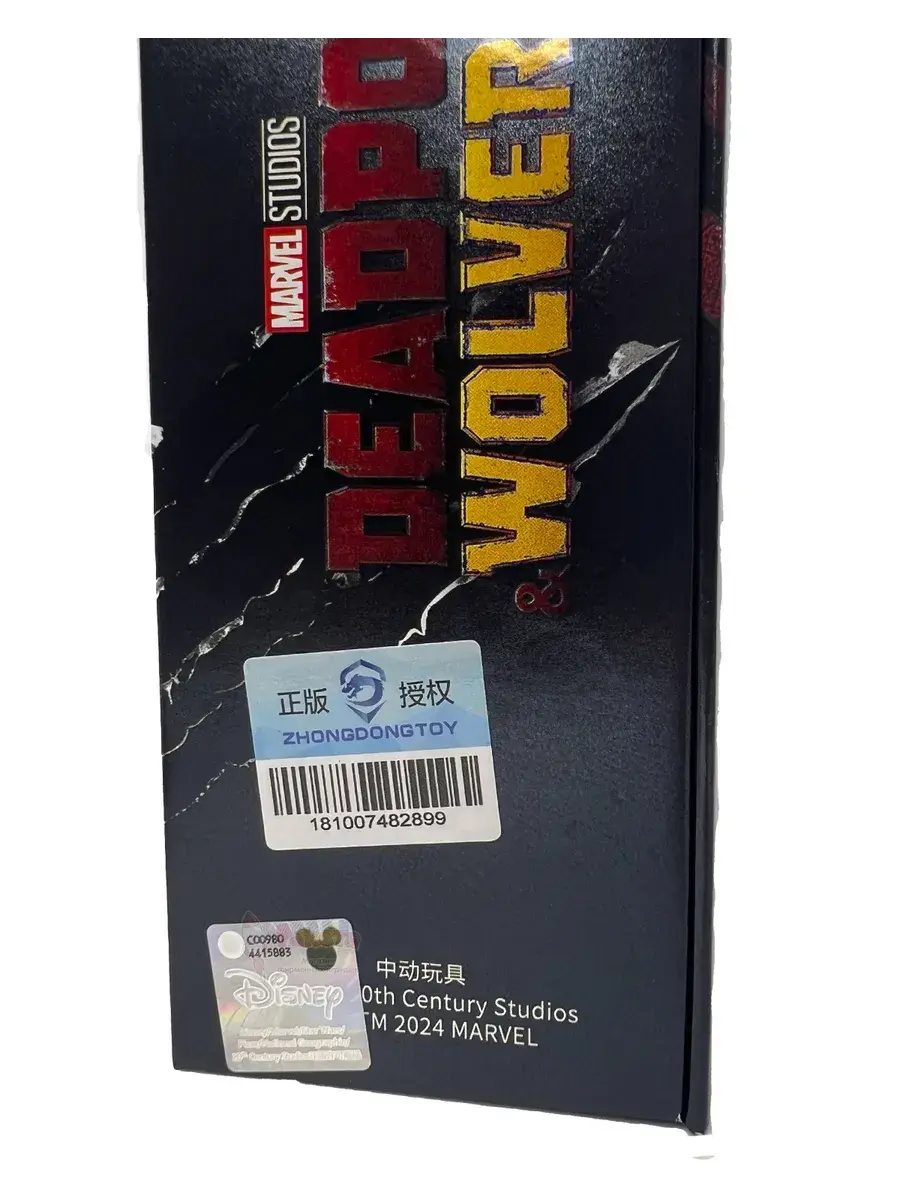 MARVEL STUDIOS
DEADPO
& WOLVER
正版 授权
ZHONGDONGTOY
181007482899
C00980
4415883
Disney
中动玩具
0th Century Studios
TM 2024 MARVEL